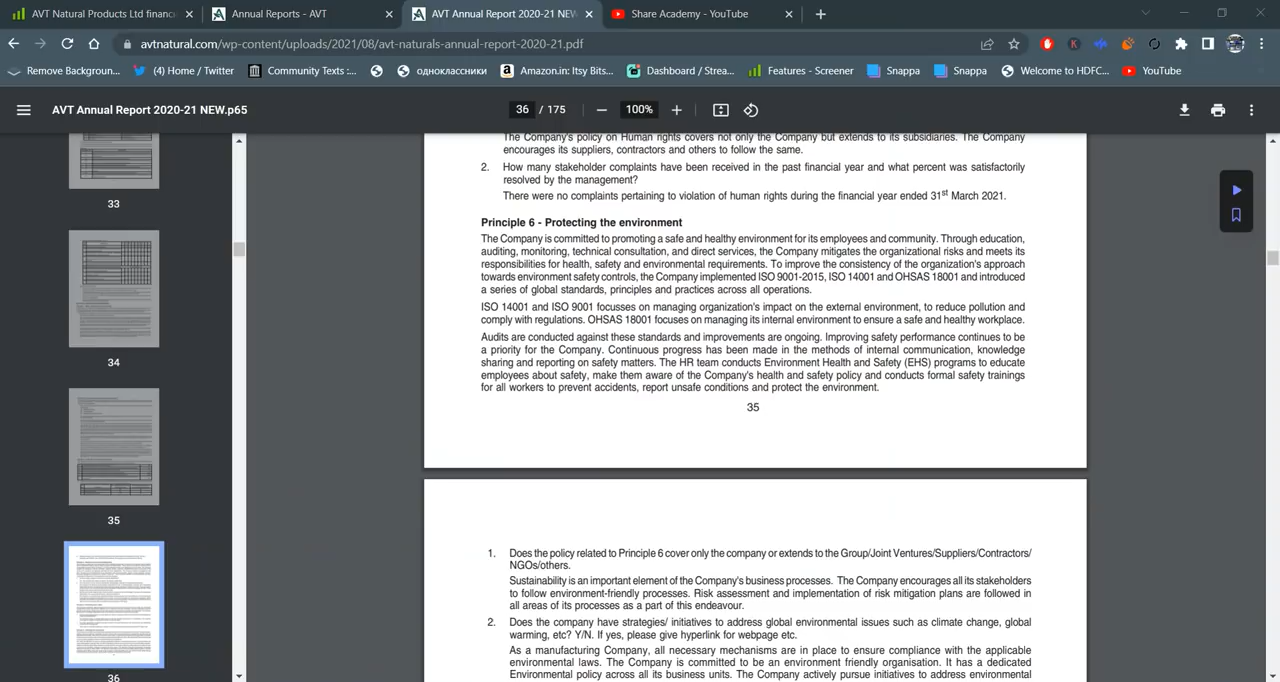 AVT Natural Products Ltd financ
Annual Reports - AVT
AVT Annual Report 2020-21 NEW
Share Academy - YouTube
avtnatural.com/wp-content/uploads/2021/08/avt-naturals-annual-report-2020-21.pdf
Remove Backgroun...
(4) Home / Twitter
Community Texts :...
одноклассники
Amazon.in: Itsy Bits...
Dashboard / Strea...
Features - Screener
Snappa
Snappa
Welcome to HDFC...
YouTube
AVT Annual Report 2020-21 NEW.p65
36 / 175
100%
33
34
35
36
The Company's policy on Human rights covers not only the Company but extends to its subsidiaries. The Company
encourages its suppliers, contractors and others to follow the same.
2. How many stakeholder complaints have been received in the past financial year and what percent was satisfactorily
resolved by the management?
There were no complaints pertaining to violation of human rights during the financial year ended 31st March 2021.
Principle 6 - Protecting the environment
The Company is committed to promoting a safe and healthy environment for its employees and community. Through education,
auditing, monitoring, technical consultation, and direct services, the Company mitigates the organizational risks and meets its
responsibilities for health, safety and environmental requirements. To improve the consistency of the organization's approach
towards environment safety controls, the Company implemented ISO 9001-2015, ISO 14001 and OHSAS 18001 and introduced
a series of global standards, principles and practices across all operations.
ISO 14001 and ISO 9001 focusses on managing organization's impact on the external environment, to reduce pollution and
comply with regulations. OHSAS 18001 focuses on managing its internal environment to ensure a safe and healthy workplace.
Audits are conducted against these standards and improvements are ongoing. Improving safety performance continues to be
a priority for the Company. Continuous progress has been made in the methods of internal communication, knowledge
sharing and reporting on safety matters. The HR team conducts Environment Health and Safety (EHS) programs to educate
employees about safety, make them aware of the Company's health and safety policy and conducts formal safety trainings
for all workers to prevent accidents, report unsafe conditions and protect the environment.
35
1. Does the policy related to Principle 6 cover only the company or extends to the Group/Joint Ventures/Suppliers/Contractors/
NGOs/others.
Sustainability is an important element of the Company's business processes. The Company encourages all its stakeholders
to follow environment-friendly processes. Risk assessment and implementation of risk mitigation plans are followed in
all areas of its processes as a part of this endeavour.
2. Does the company have strategies/ initiatives to address global environmental issues such as climate change, global
warming, etc? Y/N. If yes, please give hyperlink for webpage etc.
As a manufacturing Company, all necessary mechanisms are in place to ensure compliance with the applicable
environmental laws. The Company is committed to be an environment friendly organisation. It has a dedicated
Environmental policy across all its business units. The Company actively pursue initiatives to address environmental